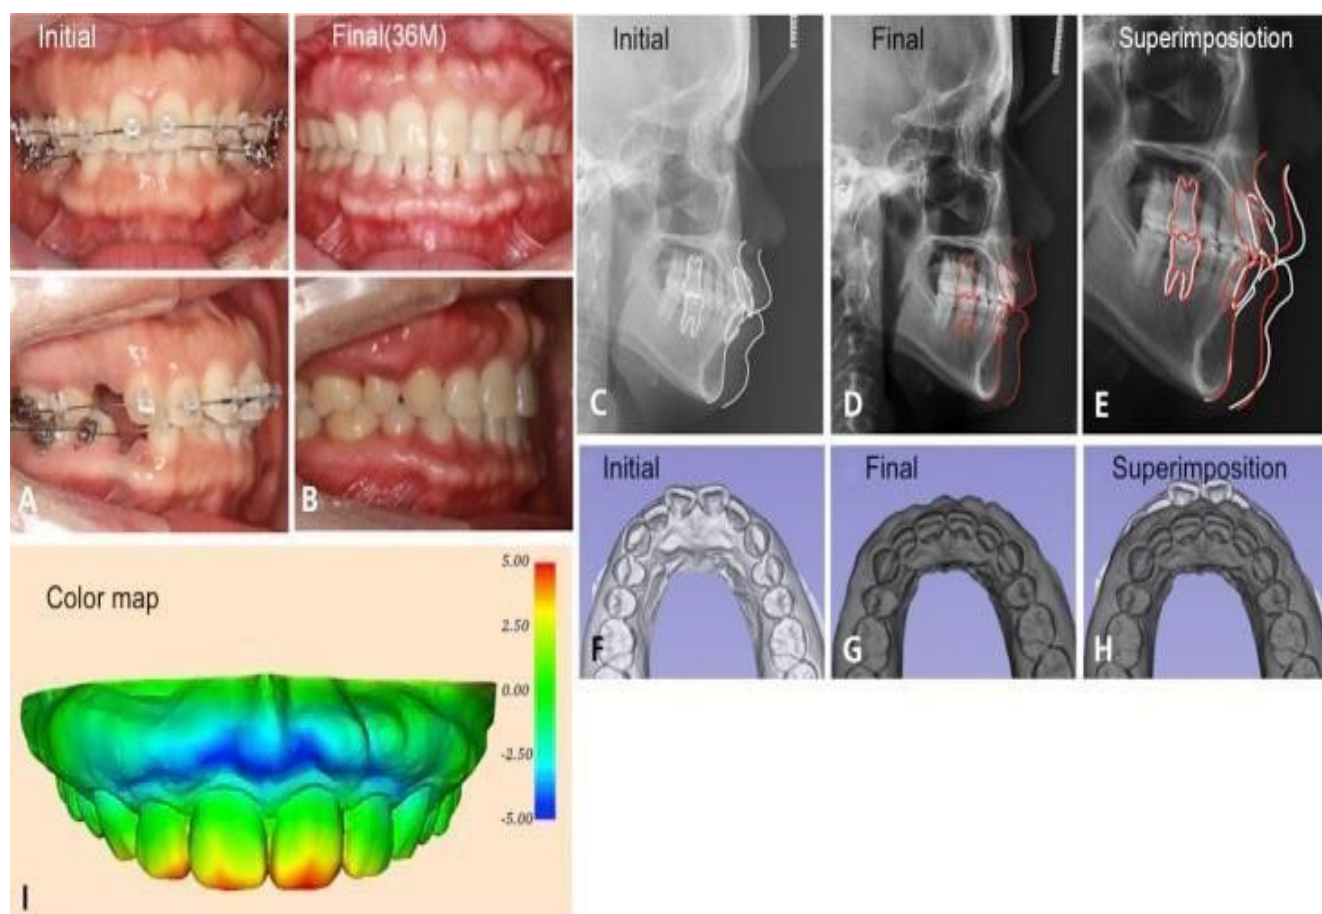 Initial
Final(36M)
Initial
Final
Superimposiotion
A
B
C
D
E
Initial
Final
Superimposition
F
G
H
Color map
5.00
2.50
0.00
-2.50
-5.00
I